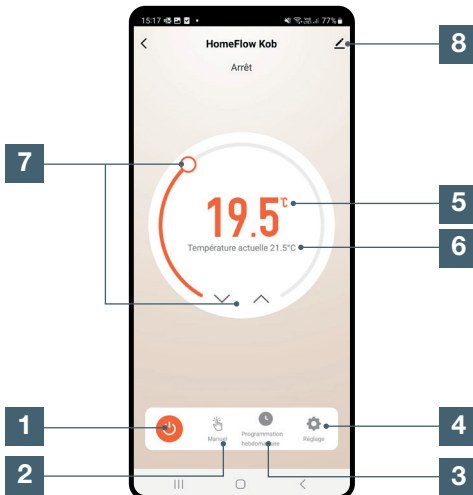 15:17 77%
HomeFlow Kob
8
Arrêt
7
19.5°C
5
Température actuelle 21.5°C
6
1
Manuel
Programmation
hebdomadaire
Réglage
4
2
3